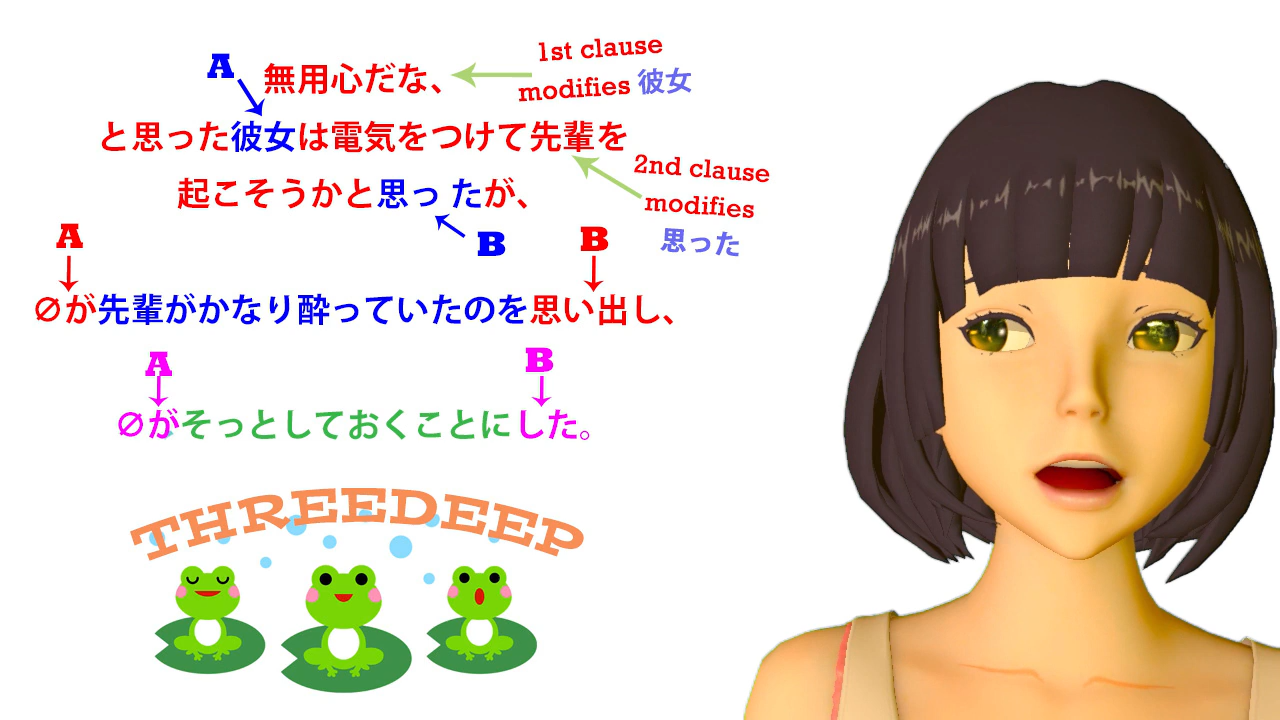 A
無用心だな、
1st clause
modifies 彼女
と思った彼女は電気をつけて先輩を
2nd clause
modifies
思った
起こそうかと思っ たが、
B
A
B
∅が先輩がかなり酔っていたのを思い出し、
A
B
∅がそっとしておくことにした。
THREEDEEP